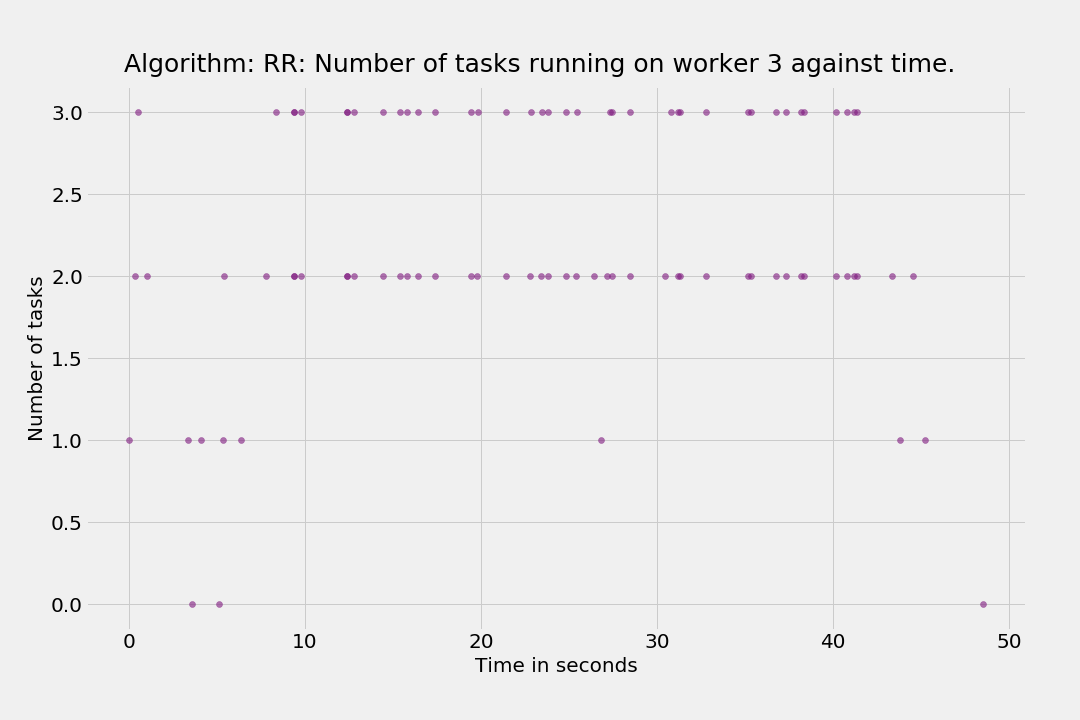 Algorithm: RR: Number of tasks running on worker 3 against time.
3.0
2.5
2.0
1.5
1.0
0.5
0.0
Number of tasks
0 10 20 30 40 50
Time in seconds